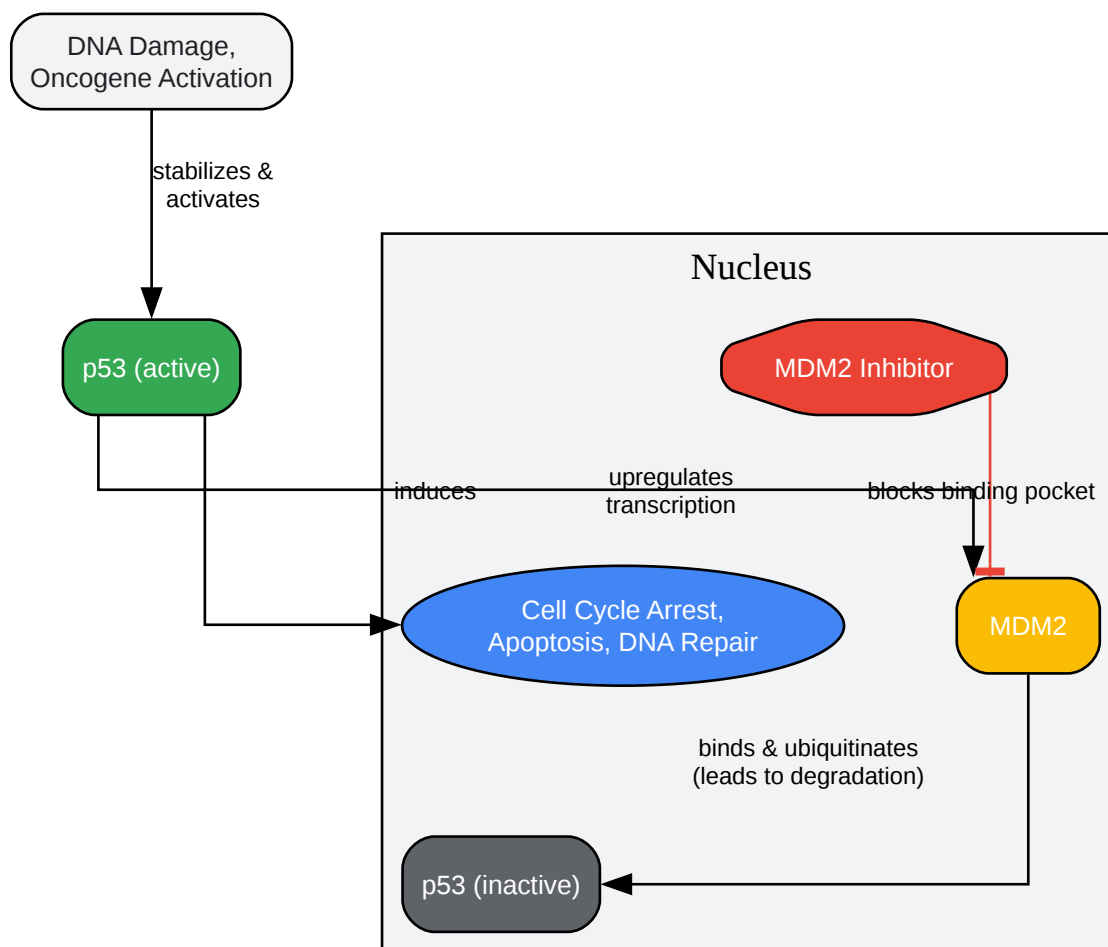 DNA Damage,
Oncogene Activation
stabilizes &
activates
Nucleus
p53 (active)
MDM2 Inhibitor
induces
upregulates
transcription
blocks binding pocket
Cell Cycle Arrest,
Apoptosis, DNA Repair
MDM2
binds & ubiquitinates
(leads to degradation)
p53 (inactive)